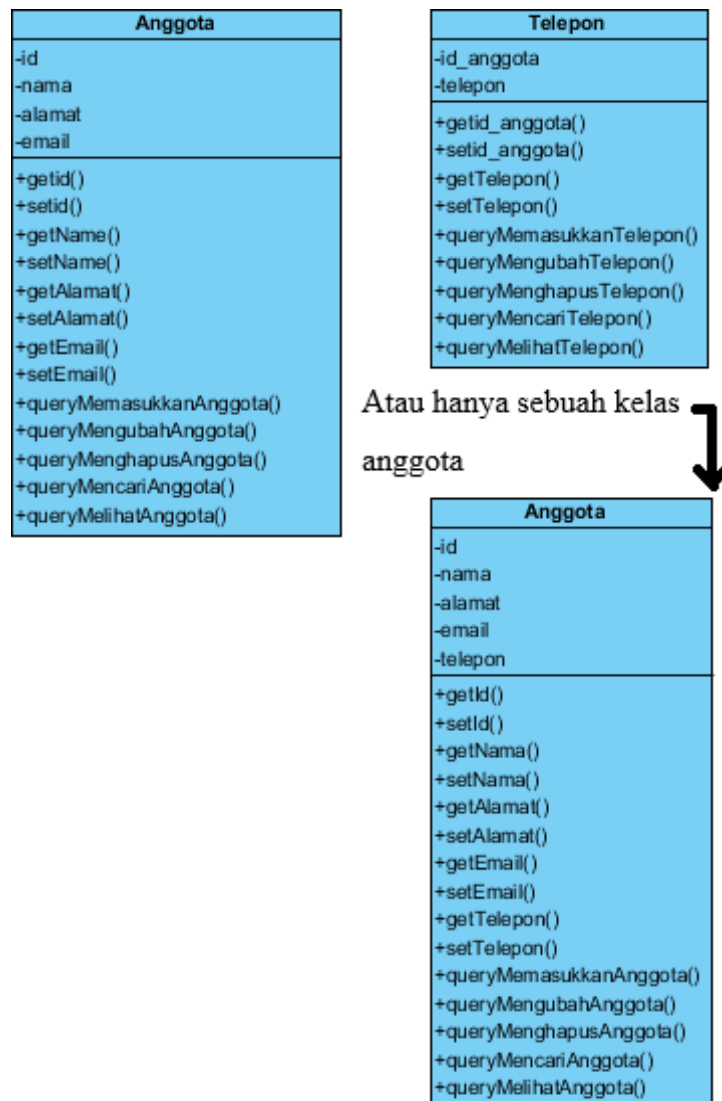 Anggota
-id
-nama
-alamat
-email
+getid()
+setid()
+getName()
+setName()
+getAlamat()
+setAlamat()
+getEmail()
+setEmail()
+queryMemasukkanAnggota()
+queryMengubahAnggota()
+queryMenghapusAnggota()
+queryMencariAnggota()
+queryMelihatAnggota()
Telepon
-id_anggota
-telepon
+getid_anggota()
+setid_anggota()
+getTelepon()
+setTelepon()
+queryMemasukkanTelepon()
+queryMengubahTelepon()
+queryMenghapusTelepon()
+queryMencariTelepon()
+queryMelihatTelepon()
Atau hanya sebuah kelas
anggota
Anggota
-id
-nama
-alamat
-email
-telepon
+getId()
+setId()
+getNama()
+setNama()
+getAlamat()
+setAlamat()
+getEmail()
+setEmail()
+getTelepon()
+setTelepon()
+queryMemasukkanAnggota()
+queryMengubahAnggota()
+queryMenghapusAnggota()
+queryMencariAnggota()
+queryMelihatAnggota()